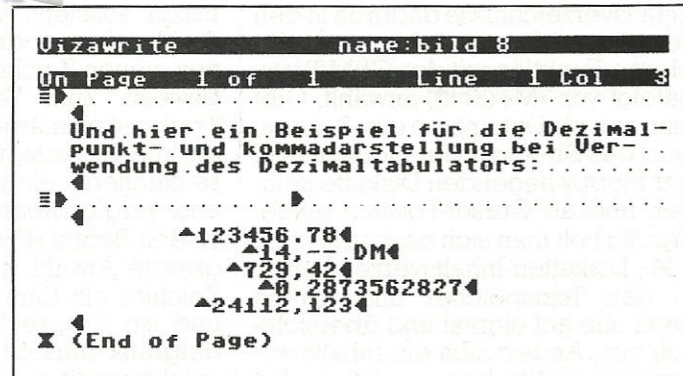 Vizawrite name:bild 8
On Page 1 of 1 Line 1 Col 3
Und hier ein Beispiel für die Dezimal-
punkt- und kommadarstellung bei Ver-
wendung des Dezimaltabulators.
123456.78
14,- DM
729,42
0.2873562827
24112,123
(End of Page)